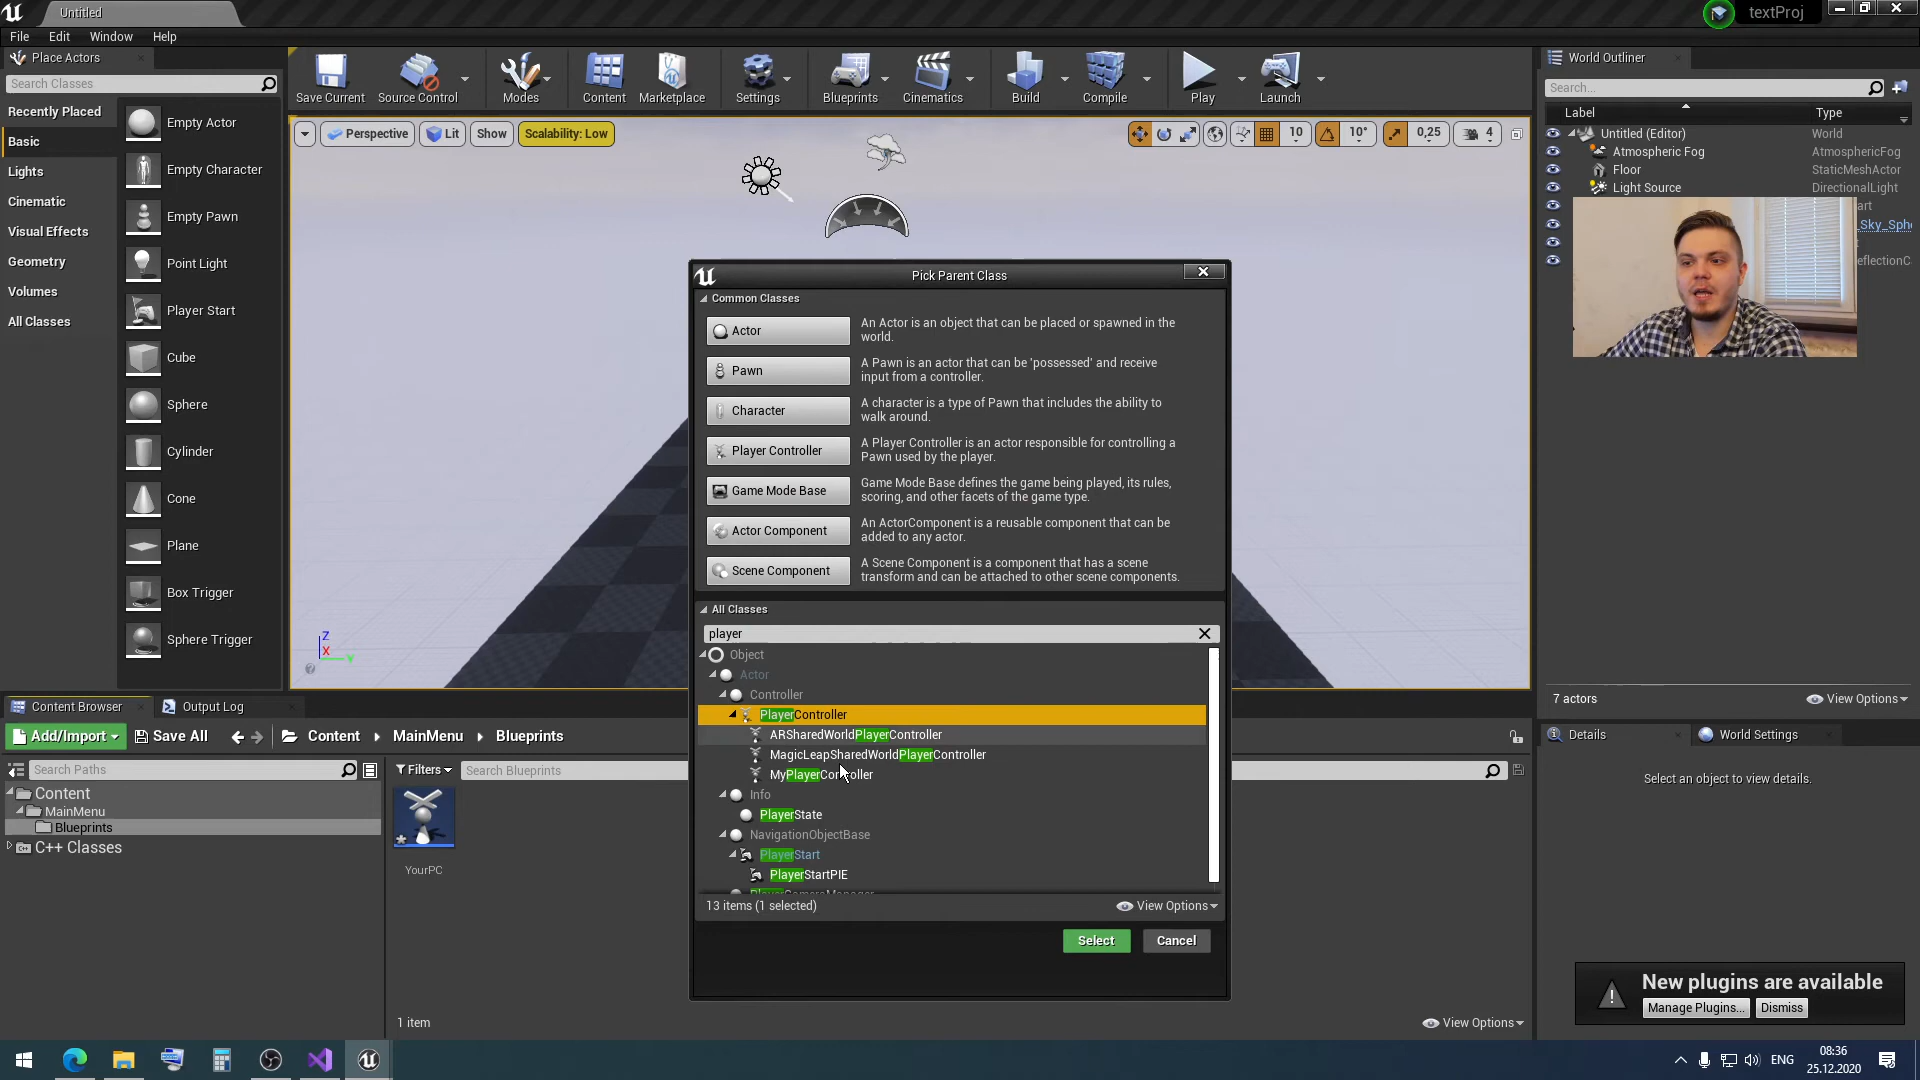 Untitled
textProj
File
Edit
Window
Help
Place Actors
Search Classes
Recently Placed
Basic
Lights
Cinematic
Visual Effects
Geometry
Volumes
All Classes
Empty Actor
Empty Character
Empty Pawn
Point Light
Player Start
Cube
Sphere
Cylinder
Cone
Plane
Box Trigger
Sphere Trigger
Save Current
Source Control
Modes
Content
Marketplace
Settings
Blueprints
Cinematics
Build
Compile
Play
Launch
Perspective
Lit
Show
Scalability: Low
10
10°
0,25
4
Z
X
Y
World Outliner
Search...
Label
Type
Untitled (Editor)
World
Atmospheric Fog
AtmosphericFog
Floor
StaticMeshActor
Light Source
DirectionalLight
art
_Sky_Sphe
t
eflectionC
7 actors
View Options
Pick Parent Class
Common Classes
Actor
An Actor is an object that can be placed or spawned in the
world.
Pawn
A Pawn is an actor that can be 'possessed' and receive
input from a controller.
Character
A character is a type of Pawn that includes the ability to
walk around.
Player Controller
A Player Controller is an actor responsible for controlling a
Pawn used by the player.
Game Mode Base
Game Mode Base defines the game being played, its rules,
scoring, and other facets of the game type.
Actor Component
An ActorComponent is a reusable component that can be
added to any actor.
Scene Component
A Scene Component is a component that has a scene
transform and can be attached to other scene components.
All Classes
player
Object
Actor
Controller
PlayerController
ARSharedWorldPlayerController
MagicLeapSharedWorldPlayerController
MyPlayerController
Info
PlayerState
NavigationObjectBase
PlayerStart
PlayerStartPIE
PlayerCameraManager
13 items (1 selected)
View Options
Select
Cancel
Content Browser
Output Log
Add/Import
Save All
Content
MainMenu
Blueprints
Search Paths
Filters
Search Blueprints
Content
MainMenu
Blueprints
C++ Classes
YourPC
1 item
View Options
Details
World Settings
Select an object to view details.
New plugins are available
Manage Plugins...
Dismiss
ENG
08:36
25.12.2020